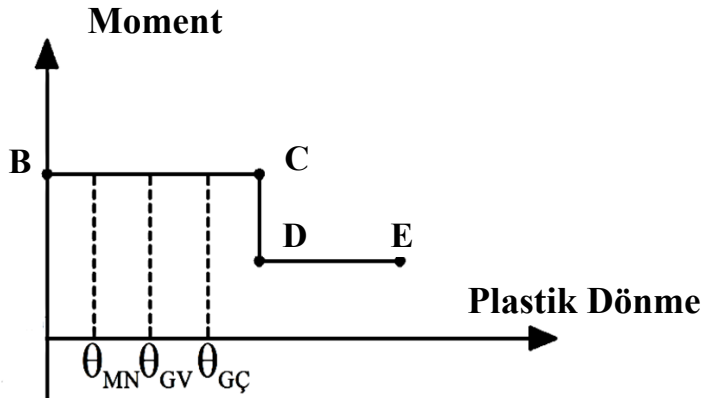 Moment
B
C
D
E
Plastik Dönme
θMN θGV θGÇ